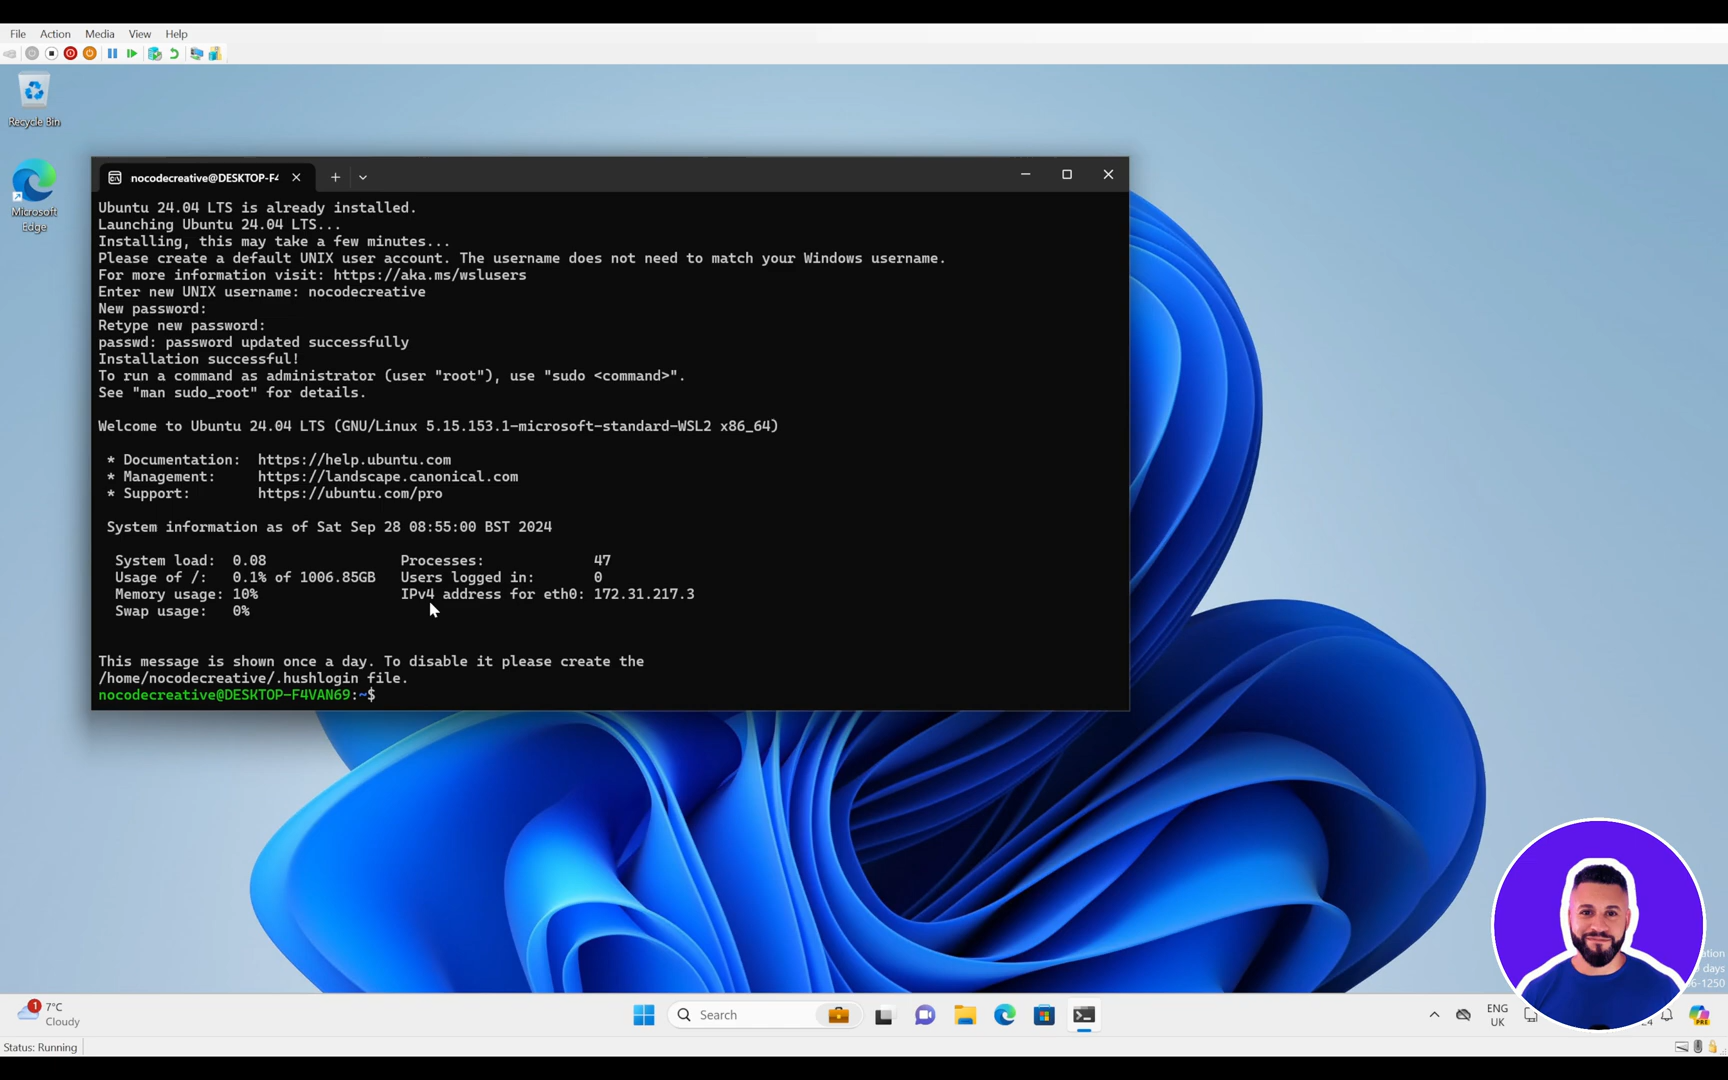 File Action Media View Help
Recycle Bin
Microsoft
Edge
nocodecreative@DESKTOP-F4
Ubuntu 24.04 LTS is already installed.
Launching Ubuntu 24.04 LTS...
Installing, this may take a few minutes...
Please create a default UNIX user account. The username does not need to match your Windows username.
For more information visit: https://aka.ms/wslusers
Enter new UNIX username: nocodecreative
New password:
Retype new password:
passwd: password updated successfully
Installation successful!
To run a command as administrator (user "root"), use "sudo <command>".
See "man sudo_root" for details.
Welcome to Ubuntu 24.04 LTS (GNU/Linux 5.15.153.1-microsoft-standard-WSL2 x86_64)
* Documentation: https://help.ubuntu.com
* Management: https://landscape.canonical.com
* Support: https://ubuntu.com/pro
System information as of Sat Sep 28 08:55:00 BST 2024
System load: 0.08 Processes: 47
Usage of /: 0.1% of 1006.85GB Users logged in: 0
Memory usage: 10% IPv4 address for eth0: 172.31.217.3
Swap usage: 0%
This message is shown once a day. To disable it please create the
/home/nocodecreative/.hushlogin file.
nocodecreative@DESKTOP-F4VAN69:~$
days
6-1250
1
7°C
Cloudy
Search
ENG
UK
24
PRE
Status: Running